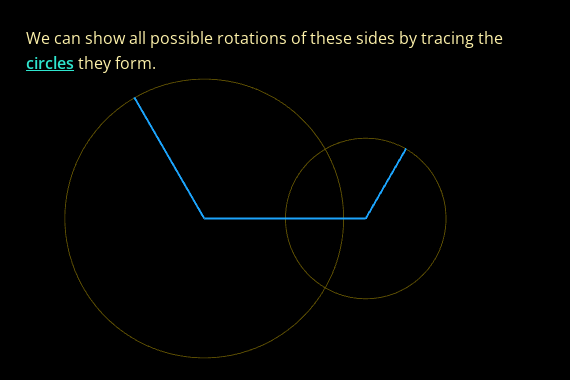 We can show all possible rotations of these sides by tracing the
circles they form.